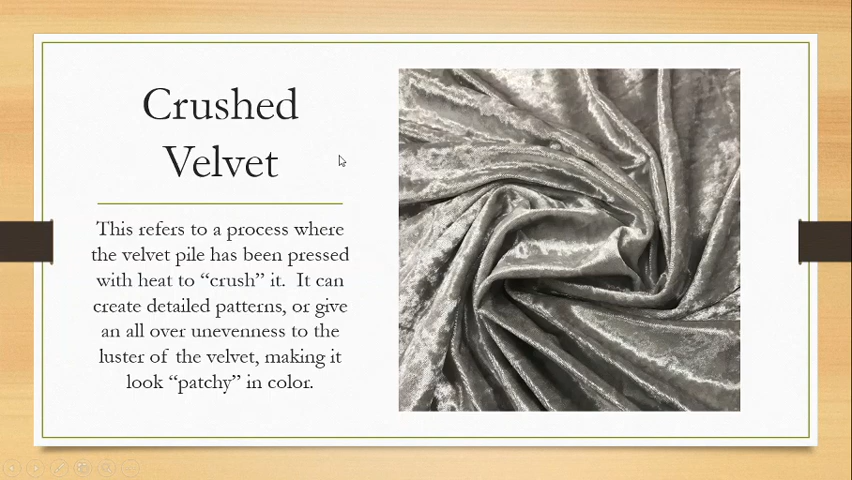 Crushed
Velvet
This refers to a process where
the velvet pile has been pressed
with heat to “crush” it.  It can
create detailed patterns, or give
an all over unevenness to the
luster of the velvet, making it
look “patchy” in color.